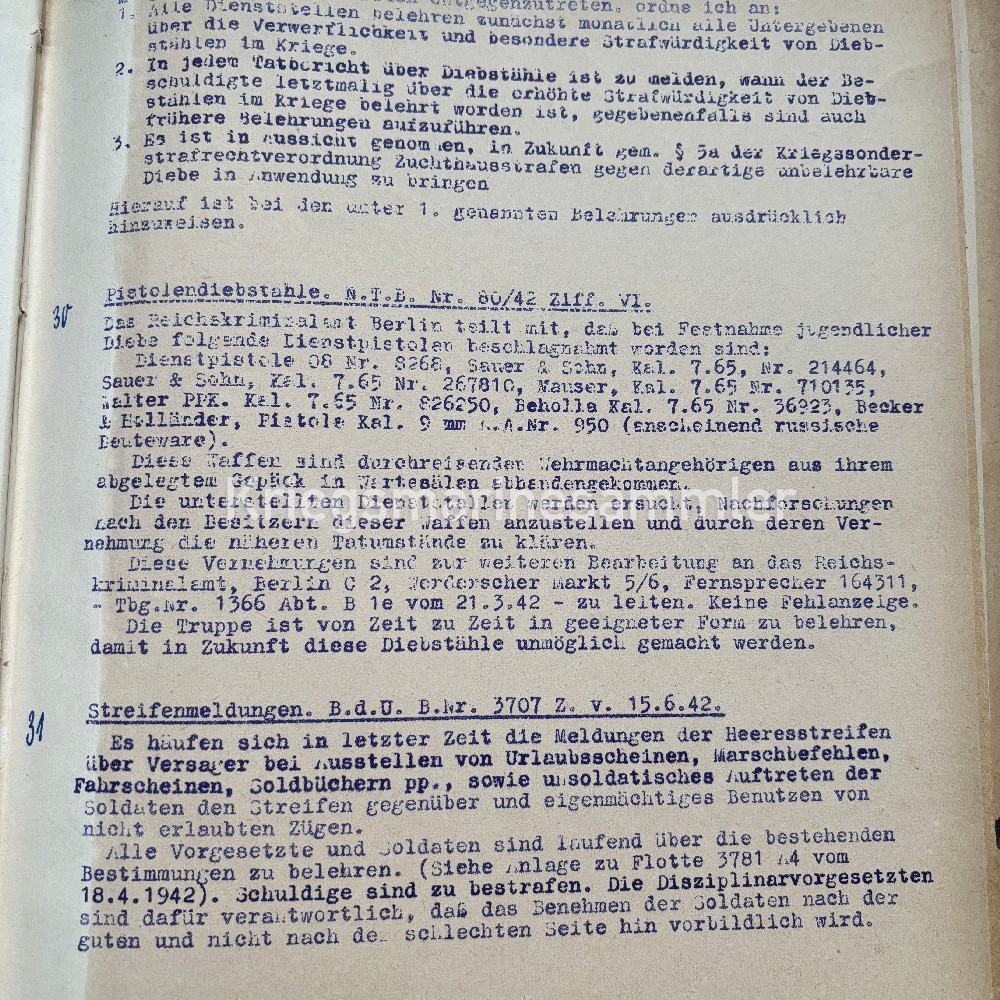 entgegenzutreten, ordne ich an:
1. Alle Dienststellen belehren zunächst monatlich alle Untergebenen
über die Verwerflichkeit und besondere Strafwürdigkeit von Dieb-
stählen im Kriege.
2. In jedem Tatbericht über Diebstähle ist zu melden, wann der Be-
schuldigte letztmalig über die erhöhte Strafwürdigkeit von Dieb-
stählen im Kriege belehrt worden ist, gegebenenfalls sind auch
frühere Belehrungen aufzuführen.
3. Es ist in Aussicht genommen, in Zukunft gem. § 5a der Kriegssonder-
strafrechtverordnung Zuchthausstrafen gegen derartige unbelehrbare
Diebe in Anwendung zu bringen
Hierauf ist bei den unter 1. genannten Belehrungen ausdrücklich
hinzuweisen.
30
Pistolendiebstahle. N.T.B. Nr. 80/42 Ziff. VI.
Das Reichskriminalamt Berlin teilt mit, daß bei Festnahme jugendlicher
Diebe folgende Dienstpistolen beschlagnahmt worden sind:
Dienstpistole 08 Nr. 8268, Sauer & Sohn, Kal. 7.65, Nr. 214464,
Sauer & Sohn, Kal. 7.65 Nr. 267810, Mauser, Kal. 7.65 Nr. 710135,
Walter PPK. Kal. 7.65 Nr. 826250, Beholla Kal. 7.65 Nr. 36923, Becker
& Holländer, Pistole Kal. 9 mm K.A.Nr. 950 (anscheinend russische
Beuteware).
Diese Waffen sind durchreisenden Wehrmachtangehörigen aus ihrem
abgelegtem Gepäck in Wartesälen abhandengekommen.
Die unterstellten Dienststellen werden ersucht, Nachforschungen
nach den Besitzern dieser Waffen anzustellen und durch deren Ver-
nehmung die näheren Tatumstände zu klären.
Diese Vernehmungen sind zur weiteren Bearbeitung an das Reichs-
kriminalamt, Berlin C 2, Werderscher Markt 5/6, Fernsprecher 164311,
- Tbg.Nr. 1366 Abt. B 1e vom 21.3.42 - zu leiten. Keine Fehlanzeige.
Die Truppe ist von Zeit zu Zeit in geeigneter Form zu belehren,
damit in Zukunft diese Diebstähle unmöglich gemacht werden.
31
Streifenmeldungen. B.d.U. B.Nr. 3707 Z. v. 15.6.42.
Es häufen sich in letzter Zeit die Meldungen der Heeresstreifen
über Versager bei Ausstellen von Urlaubsscheinen, Marschbefehlen,
Fahrscheinen, Soldbüchern pp., sowie unsoldatisches Auftreten der
Soldaten den Streifen gegenüber und eigenmächtiges Benutzen von
nicht erlaubten Zügen.
Alle Vorgesetzte und Soldaten sind laufend über die bestehenden
Bestimmungen zu belehren. (Siehe Anlage zu Flotte 3781 A4 vom
18.4.1942). Schuldige sind zu bestrafen. Die Disziplinarvorgesetzten
sind dafür verantwortlich, daß das Benehmen der Soldaten nach der
guten und nicht nach der schlechten Seite hin vorbildlich wird.
kriegsmarinesammler